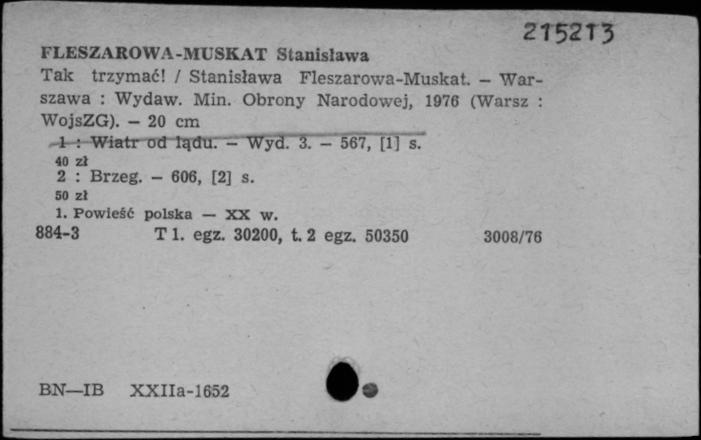 215213
FLESZAROWA-MUSKAT Stanisława
Tak trzymać! / Stanisława Fleszarowa-Muskat. — War-
szawa : Wydaw. Min. Obrony Narodowej, 1976 (Warsz :
WojsZG). — 20 cm
1 : Wiatr od lądu. — Wyd. 3. — 567, [1] s.
40 zł
2 : Brzeg. — 606, [2] s.
50 zł
1. Powieść polska — XX w.
884-3 T 1. egz. 30200, t. 2 egz. 50350 3008/76
BN—IB XXIIa-1652